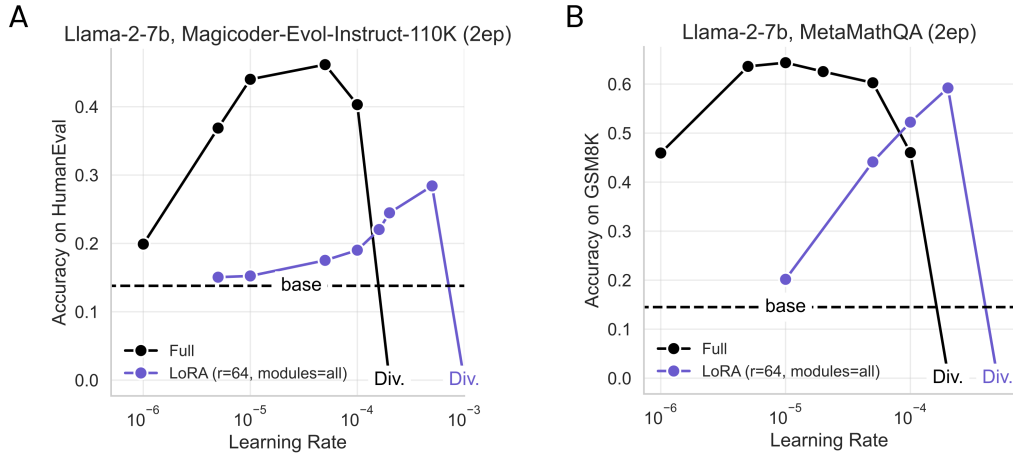 A
Llama-2-7b, Magicoder-Evol-Instruct-110K (2ep)
Accuracy on HumanEval
0.4
0.3
0.2
0.1
0.0
base
Full
LoRA (r=64, modules=all)
Div.
Div.
10⁻⁶
10⁻⁵
10⁻⁴
10⁻³
Learning Rate
B
Llama-2-7b, MetaMathQA (2ep)
Accuracy on GSM8K
0.6
0.5
0.4
0.3
0.2
0.1
0.0
base
Full
LoRA (r=64, modules=all)
Div.
Div.
10⁻⁶
10⁻⁵
10⁻⁴
Learning Rate